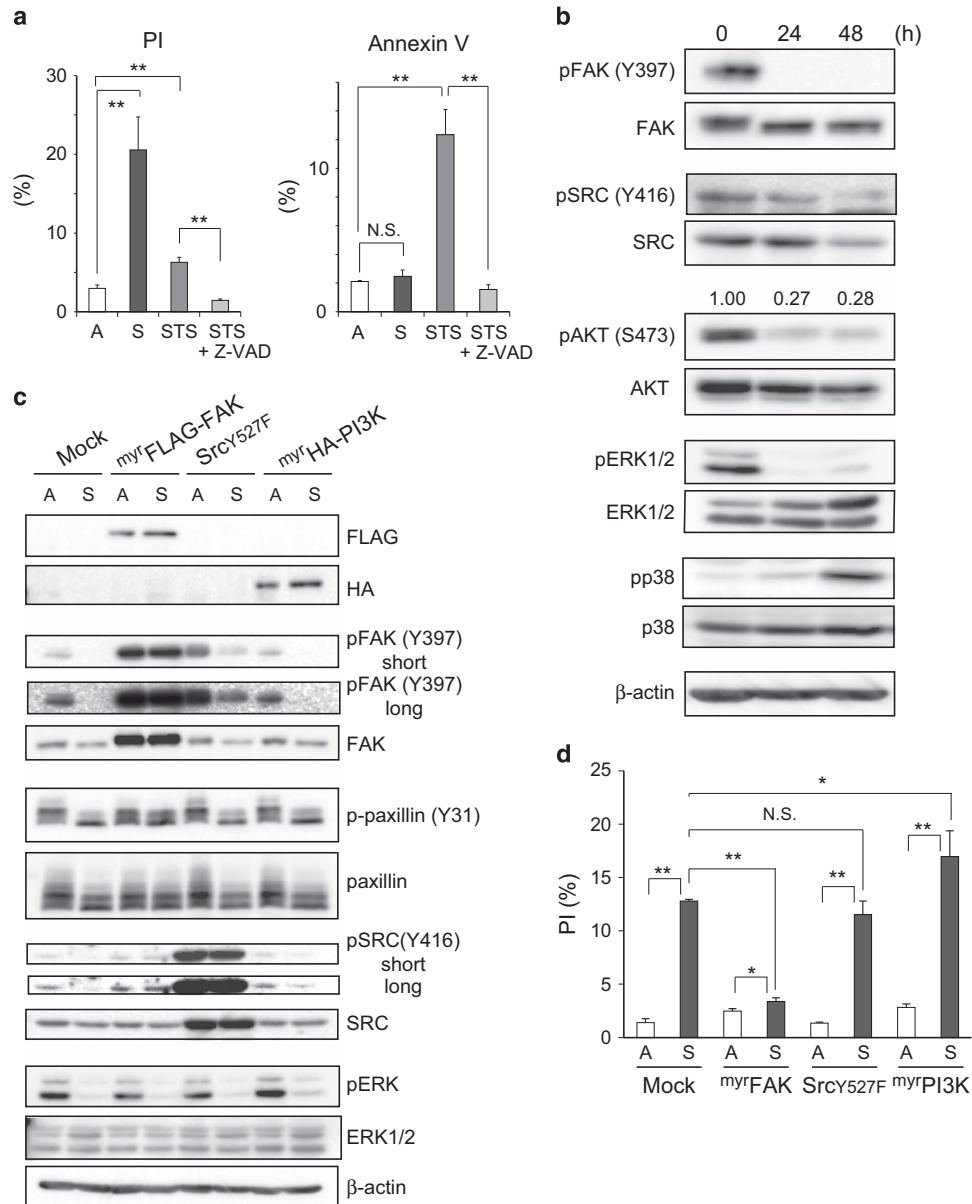 a
PI
(%)
30
20
10
0
**
**
**
A S STS STS
+ Z-VAD
Annexin V
(%)
10
0
** **
N.S.
A S STS STS
+ Z-VAD
b
0 24 48 (h)
pFAK (Y397)
FAK
pSRC (Y416)
SRC
1.00 0.27 0.28
pAKT (S473)
AKT
pERK1/2
ERK1/2
pp38
p38
β-actin
c
Mock myrFLAG-FAK SrcY527F myrHA-PI3K
A S A S A S A S
FLAG
HA
pFAK (Y397)
short
pFAK (Y397)
long
FAK
p-paxillin (Y31)
paxillin
pSRC(Y416)
short
long
SRC
pERK
ERK1/2
β-actin
d
PI (%)
25
20
15
10
5
0
*
N.S.
**
**
*
**
**
A S A S A S A S
Mock myrFAK SrcY527F myrPI3K